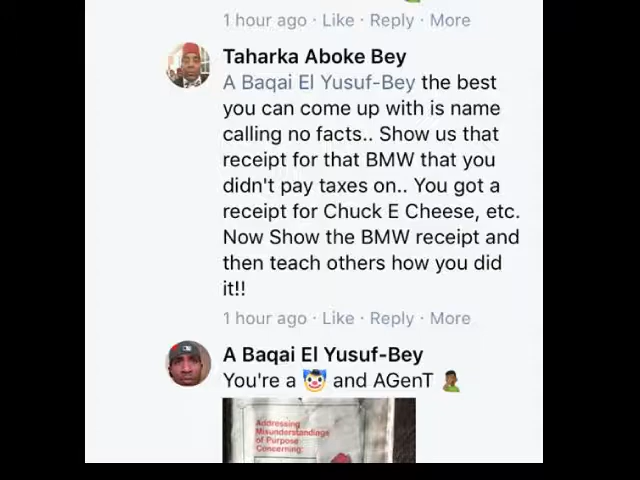 1 hour ago · Like · Reply · More
Taharka Aboke Bey
A Baqai El Yusuf-Bey the best
you can come up with is name
calling no facts.. Show us that
receipt for that BMW that you
didn't pay taxes on.. You got a
receipt for Chuck E Cheese, etc.
Now Show the BMW receipt and
then teach others how you did
it!!
1 hour ago · Like · Reply · More
A Baqai El Yusuf-Bey
You're a 🤡 and AGenT 🤦🏾‍♂️
Addressing
Misunderstandings
of Purpose
Concerning: